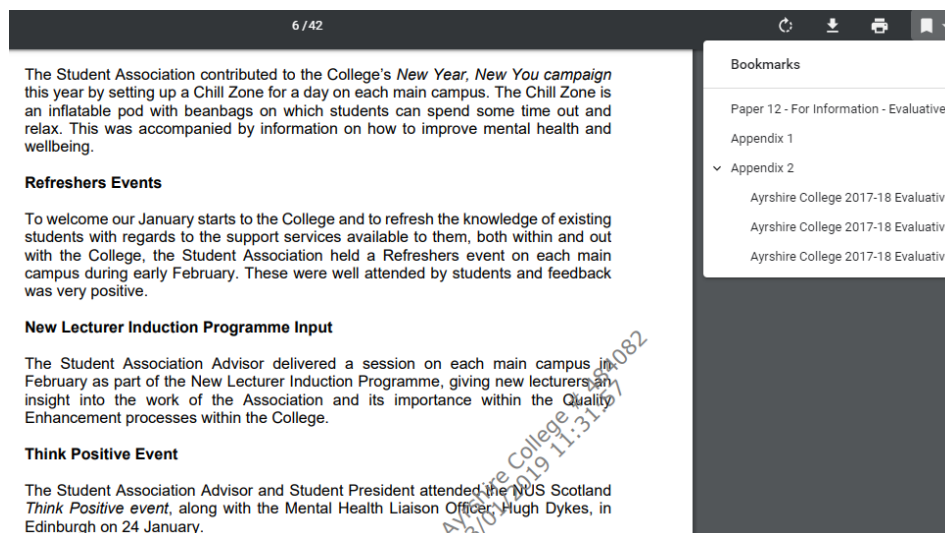 6 / 42
The Student Association contributed to the College's New Year, New You campaign
this year by setting up a Chill Zone for a day on each main campus. The Chill Zone is
an inflatable pod with beanbags on which students can spend some time out and
relax. This was accompanied by information on how to improve mental health and
wellbeing.
Refreshers Events
To welcome our January starts to the College and to refresh the knowledge of existing
students with regards to the support services available to them, both within and out
with the College, the Student Association held a Refreshers event on each main
campus during early February. These were well attended by students and feedback
was very positive.
New Lecturer Induction Programme Input
The Student Association Advisor delivered a session on each main campus in
February as part of the New Lecturer Induction Programme, giving new lecturers an
insight into the work of the Association and its importance within the Quality
Enhancement processes within the College.
Think Positive Event
The Student Association Advisor and Student President attended the NUS Scotland
Think Positive event, along with the Mental Health Liaison Officer, Hugh Dykes, in
Edinburgh on 24 January.
Ayrshire College # 484082
3/01/2019 11:31:57
Bookmarks
Paper 12 - For Information - Evaluative
Appendix 1
Appendix 2
Ayrshire College 2017-18 Evaluativ
Ayrshire College 2017-18 Evaluativ
Ayrshire College 2017-18 Evaluativ